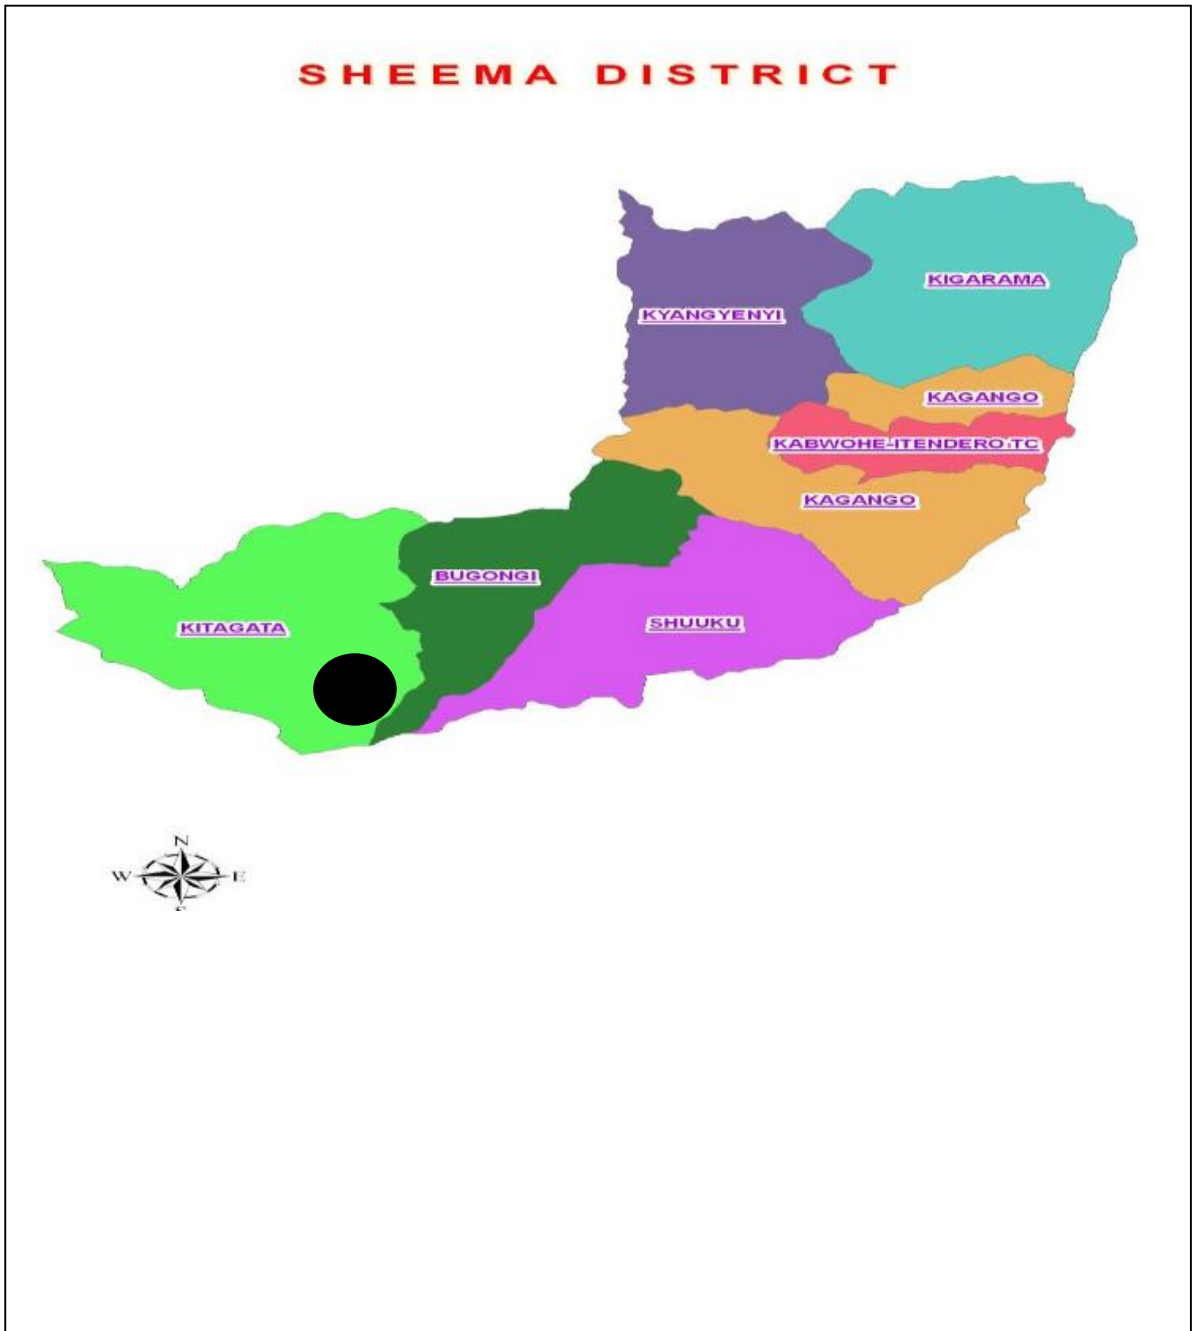 SHEEMA DISTRICT
KIGARAMA
KYANGYENYI
KAGANGO
KABWOHE-ITENDERO TC
KAGANGO
BUGONGI
SHUUKU
KITAGATA
N
W E
S